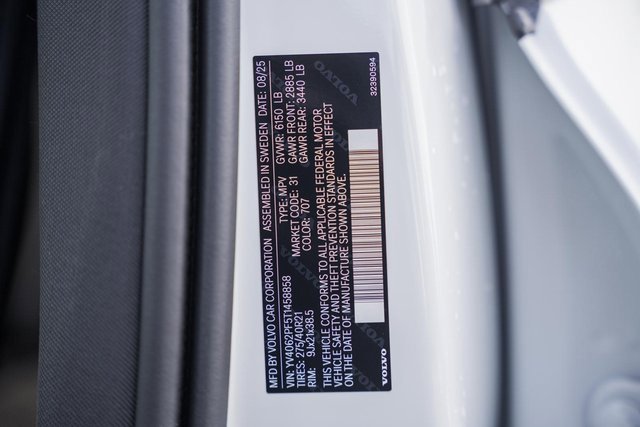 MFD BY VOLVO CAR CORPORATION ASSEMBLED IN SWEDEN DATE: 08/25
VIN: YV4062PF5T1458858 TYPE: MPV GVWR: 6150 LB
TIRES: 275/40R21 MARKET CODE: 31 GAWR FRONT: 2885 LB
RIM: 9Jx21x38.5 COLOR: 707 GAWR REAR: 3440 LB
THIS VEHICLE CONFORMS TO ALL APPLICABLE FEDERAL MOTOR
VEHICLE SAFETY AND THEFT PREVENTION STANDARDS IN EFFECT
ON THE DATE OF MANUFACTURE SHOWN ABOVE.
VOLVO 32390594
VOLVO
VOLVO